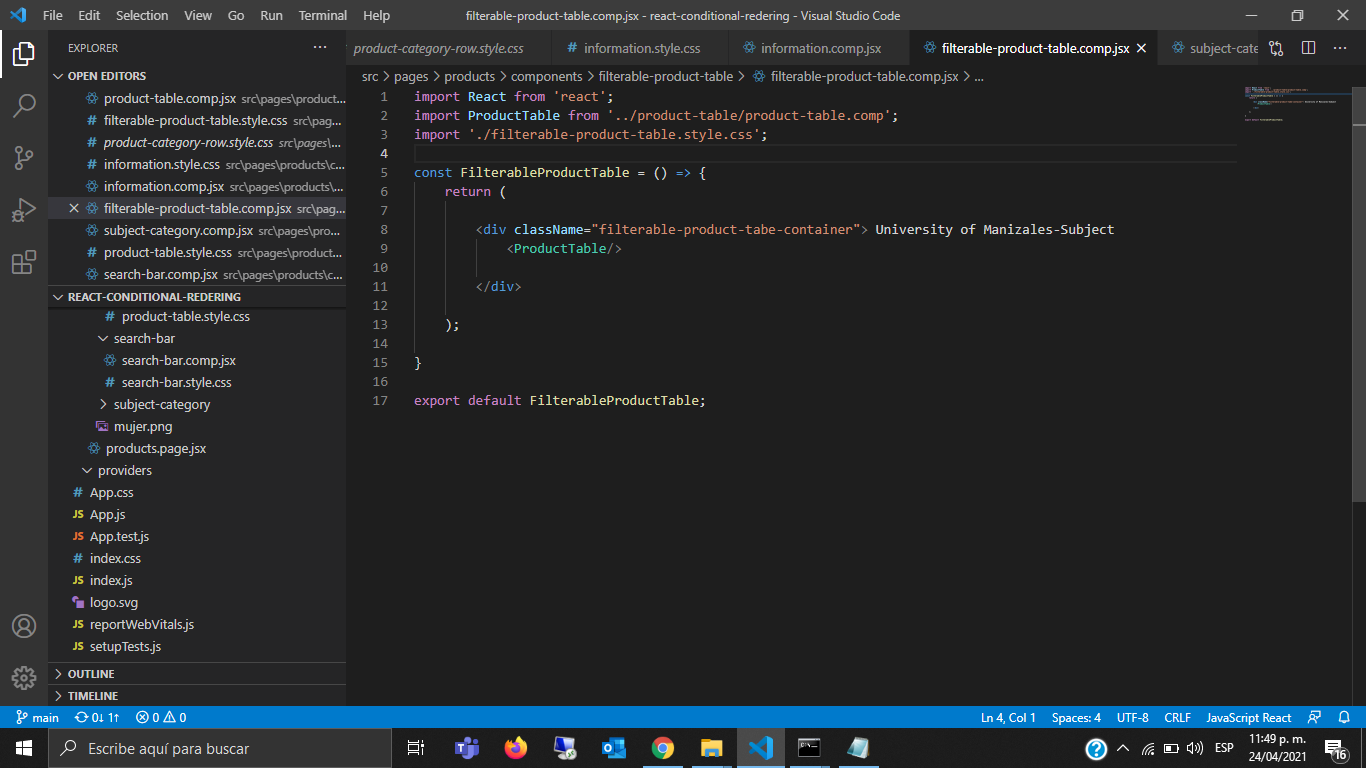 File Edit Selection View Go Run Terminal Help
filterable-product-table.comp.jsx - react-conditional-redering - Visual Studio Code
EXPLORER
OPEN EDITORS
product-table.comp.jsx src\pages\product...
filterable-product-table.style.css src\pag...
product-category-row.style.css src\pages\...
information.style.css src\pages\products\c...
information.comp.jsx src\pages\products\...
filterable-product-table.comp.jsx src\pag...
subject-category.comp.jsx src\pages\pro...
product-table.style.css src\pages\product...
search-bar.comp.jsx src\pages\products\c...
REACT-CONDITIONAL-REDERING
product-table.style.css
search-bar
search-bar.comp.jsx
search-bar.style.css
subject-category
mujer.png
products.page.jsx
providers
App.css
App.js
App.test.js
index.css
index.js
logo.svg
reportWebVitals.js
setupTests.js
OUTLINE
TIMELINE
product-category-row.style.css information.style.css information.comp.jsx filterable-product-table.comp.jsx subject-cate
src > pages > products > components > filterable-product-table > filterable-product-table.comp.jsx > ...
1 import React from 'react';
2 import ProductTable from '../product-table/product-table.comp';
3 import './filterable-product-table.style.css';
4
5 const FilterableProductTable = () => {
6 return (
7
8 <div className="filterable-product-tabe-container"> University of Manizales-Subject
9 <ProductTable/>
10
11 </div>
12
13 );
14
15 }
16
17 export default FilterableProductTable;
main 0↓ 1↑ 0 0
Ln 4, Col 1 Spaces: 4 UTF-8 CRLF JavaScript React
Escribe aquí para buscar
ESP
11:49 p. m.
24/04/2021
16